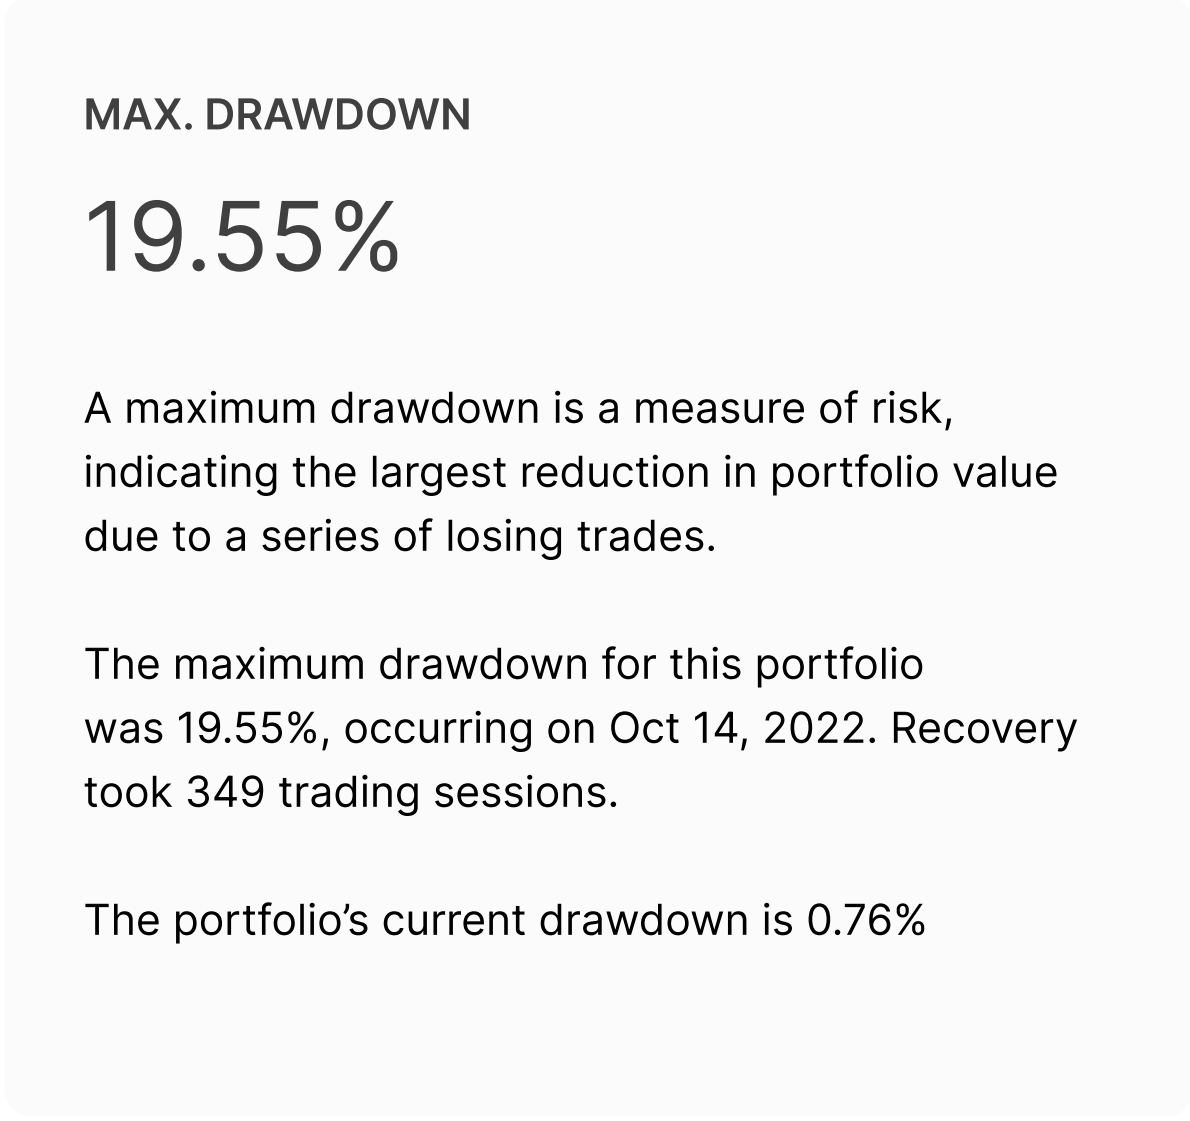 MAX. DRAWDOWN
19.55%
A maximum drawdown is a measure of risk,
indicating the largest reduction in portfolio value
due to a series of losing trades.
The maximum drawdown for this portfolio
was 19.55%, occurring on Oct 14, 2022. Recovery
took 349 trading sessions.
The portfolio’s current drawdown is 0.76%